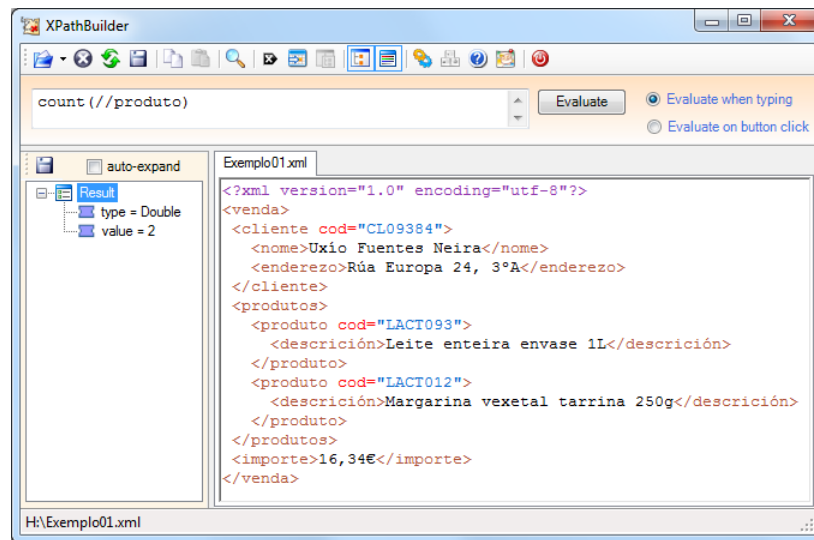 XPathBuilder
count(//produto)
Evaluate
Evaluate when typing
Evaluate on button click
auto-expand
Result
type = Double
value = 2
Exemplo01.xml
<?xml version="1.0" encoding="utf-8"?>
<venda>
<cliente cod="CL09384">
<nome>Uxío Fuentes Neira</nome>
<enderezo>Rúa Europa 24, 3ºA</enderezo>
</cliente>
<produtos>
<produto cod="LACT093">
<descrición>Leite enteira envase 1L</descrición>
</produto>
<produto cod="LACT012">
<descrición>Margarina vexetal tarrina 250g</descrición>
</produto>
</produtos>
<importe>16,34€</importe>
</venda>
H:\Exemplo01.xml